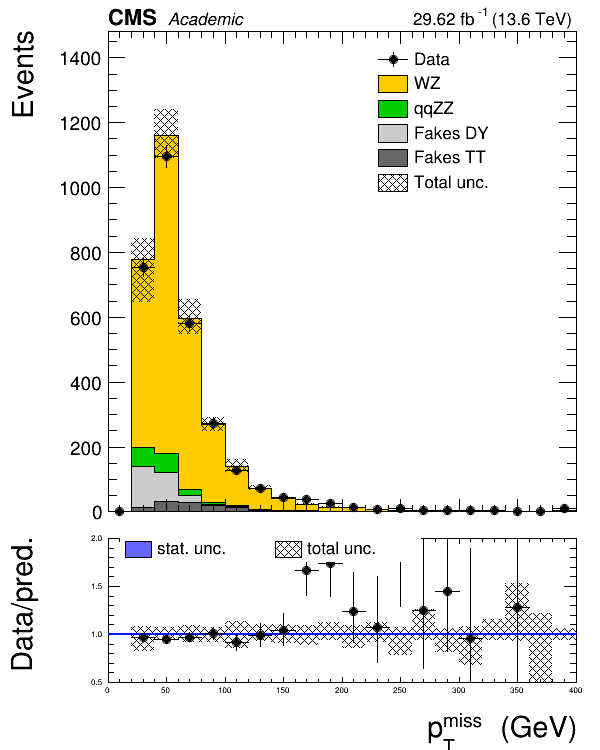 CMS Academic 29.62 fb⁻¹ (13.6 TeV)
Events
1400
1200
1000
800
600
400
200
0
Data
WZ
qqZZ
Fakes DY
Fakes TT
Total unc.
Data/pred.
2.0
1.5
1.0
0.5
stat. unc. total unc.
0 50 100 150 200 250 300 350 400
p_T^miss (GeV)